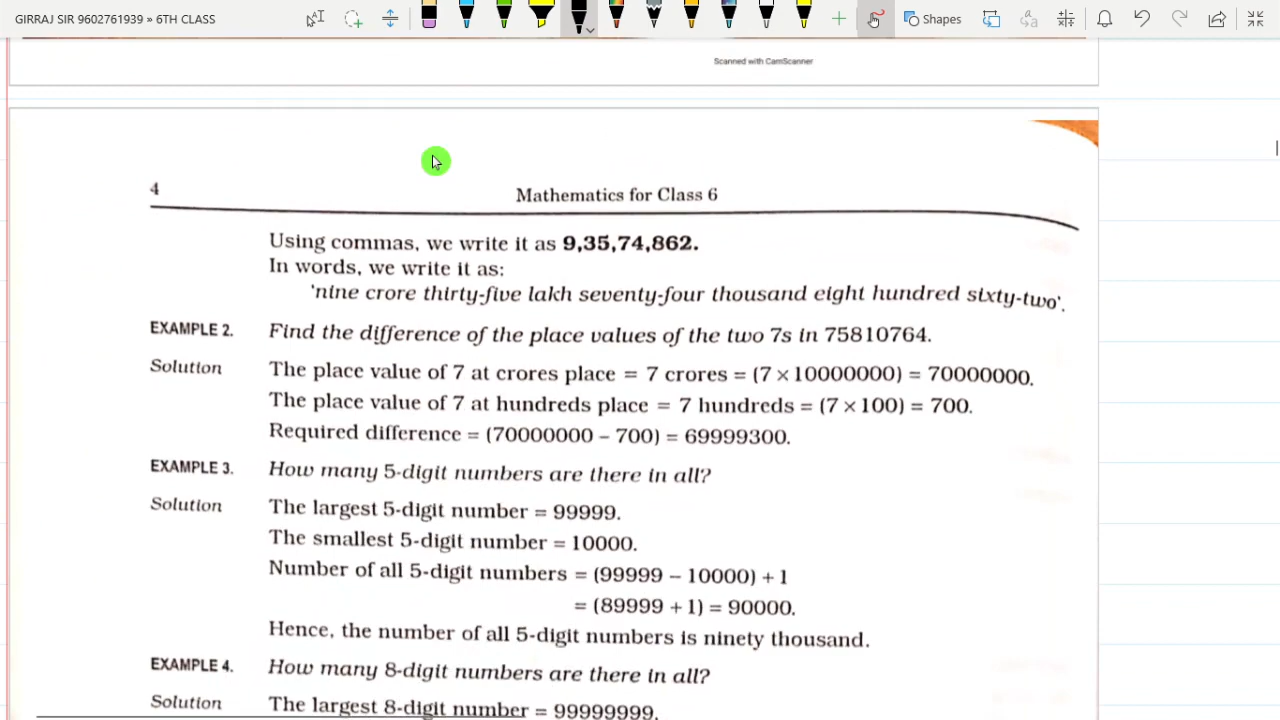 GIRRAJ SIR 9602761939 » 6TH CLASS
Shapes
Scanned with CamScanner
4
Mathematics for Class 6
Using commas, we write it as 9,35,74,862.
In words, we write it as:
'nine crore thirty-five lakh seventy-four thousand eight hundred sixty-two'.
EXAMPLE 2. Find the difference of the place values of the two 7s in 75810764.
Solution The place value of 7 at crores place = 7 crores = (7 × 10000000) = 70000000.
The place value of 7 at hundreds place = 7 hundreds = (7 × 100) = 700.
Required difference = (70000000 – 700) = 69999300.
EXAMPLE 3. How many 5-digit numbers are there in all?
Solution The largest 5-digit number = 99999.
The smallest 5-digit number = 10000.
Number of all 5-digit numbers = (99999 – 10000) + 1
= (89999 + 1) = 90000.
Hence, the number of all 5-digit numbers is ninety thousand.
EXAMPLE 4. How many 8-digit numbers are there in all?
Solution The largest 8-digit number = 99999999.